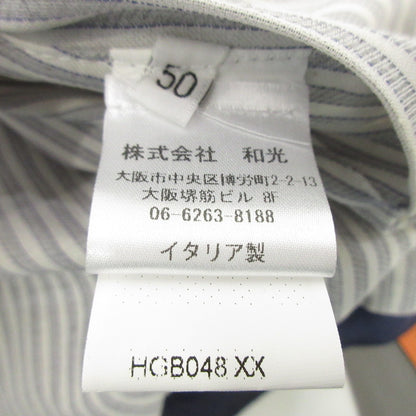 50
株式会社 和光
大阪市中央区博労町2-2-13
大阪堺筋ビル 8F
06-6263-8188
イタリア製
HGB048 XX